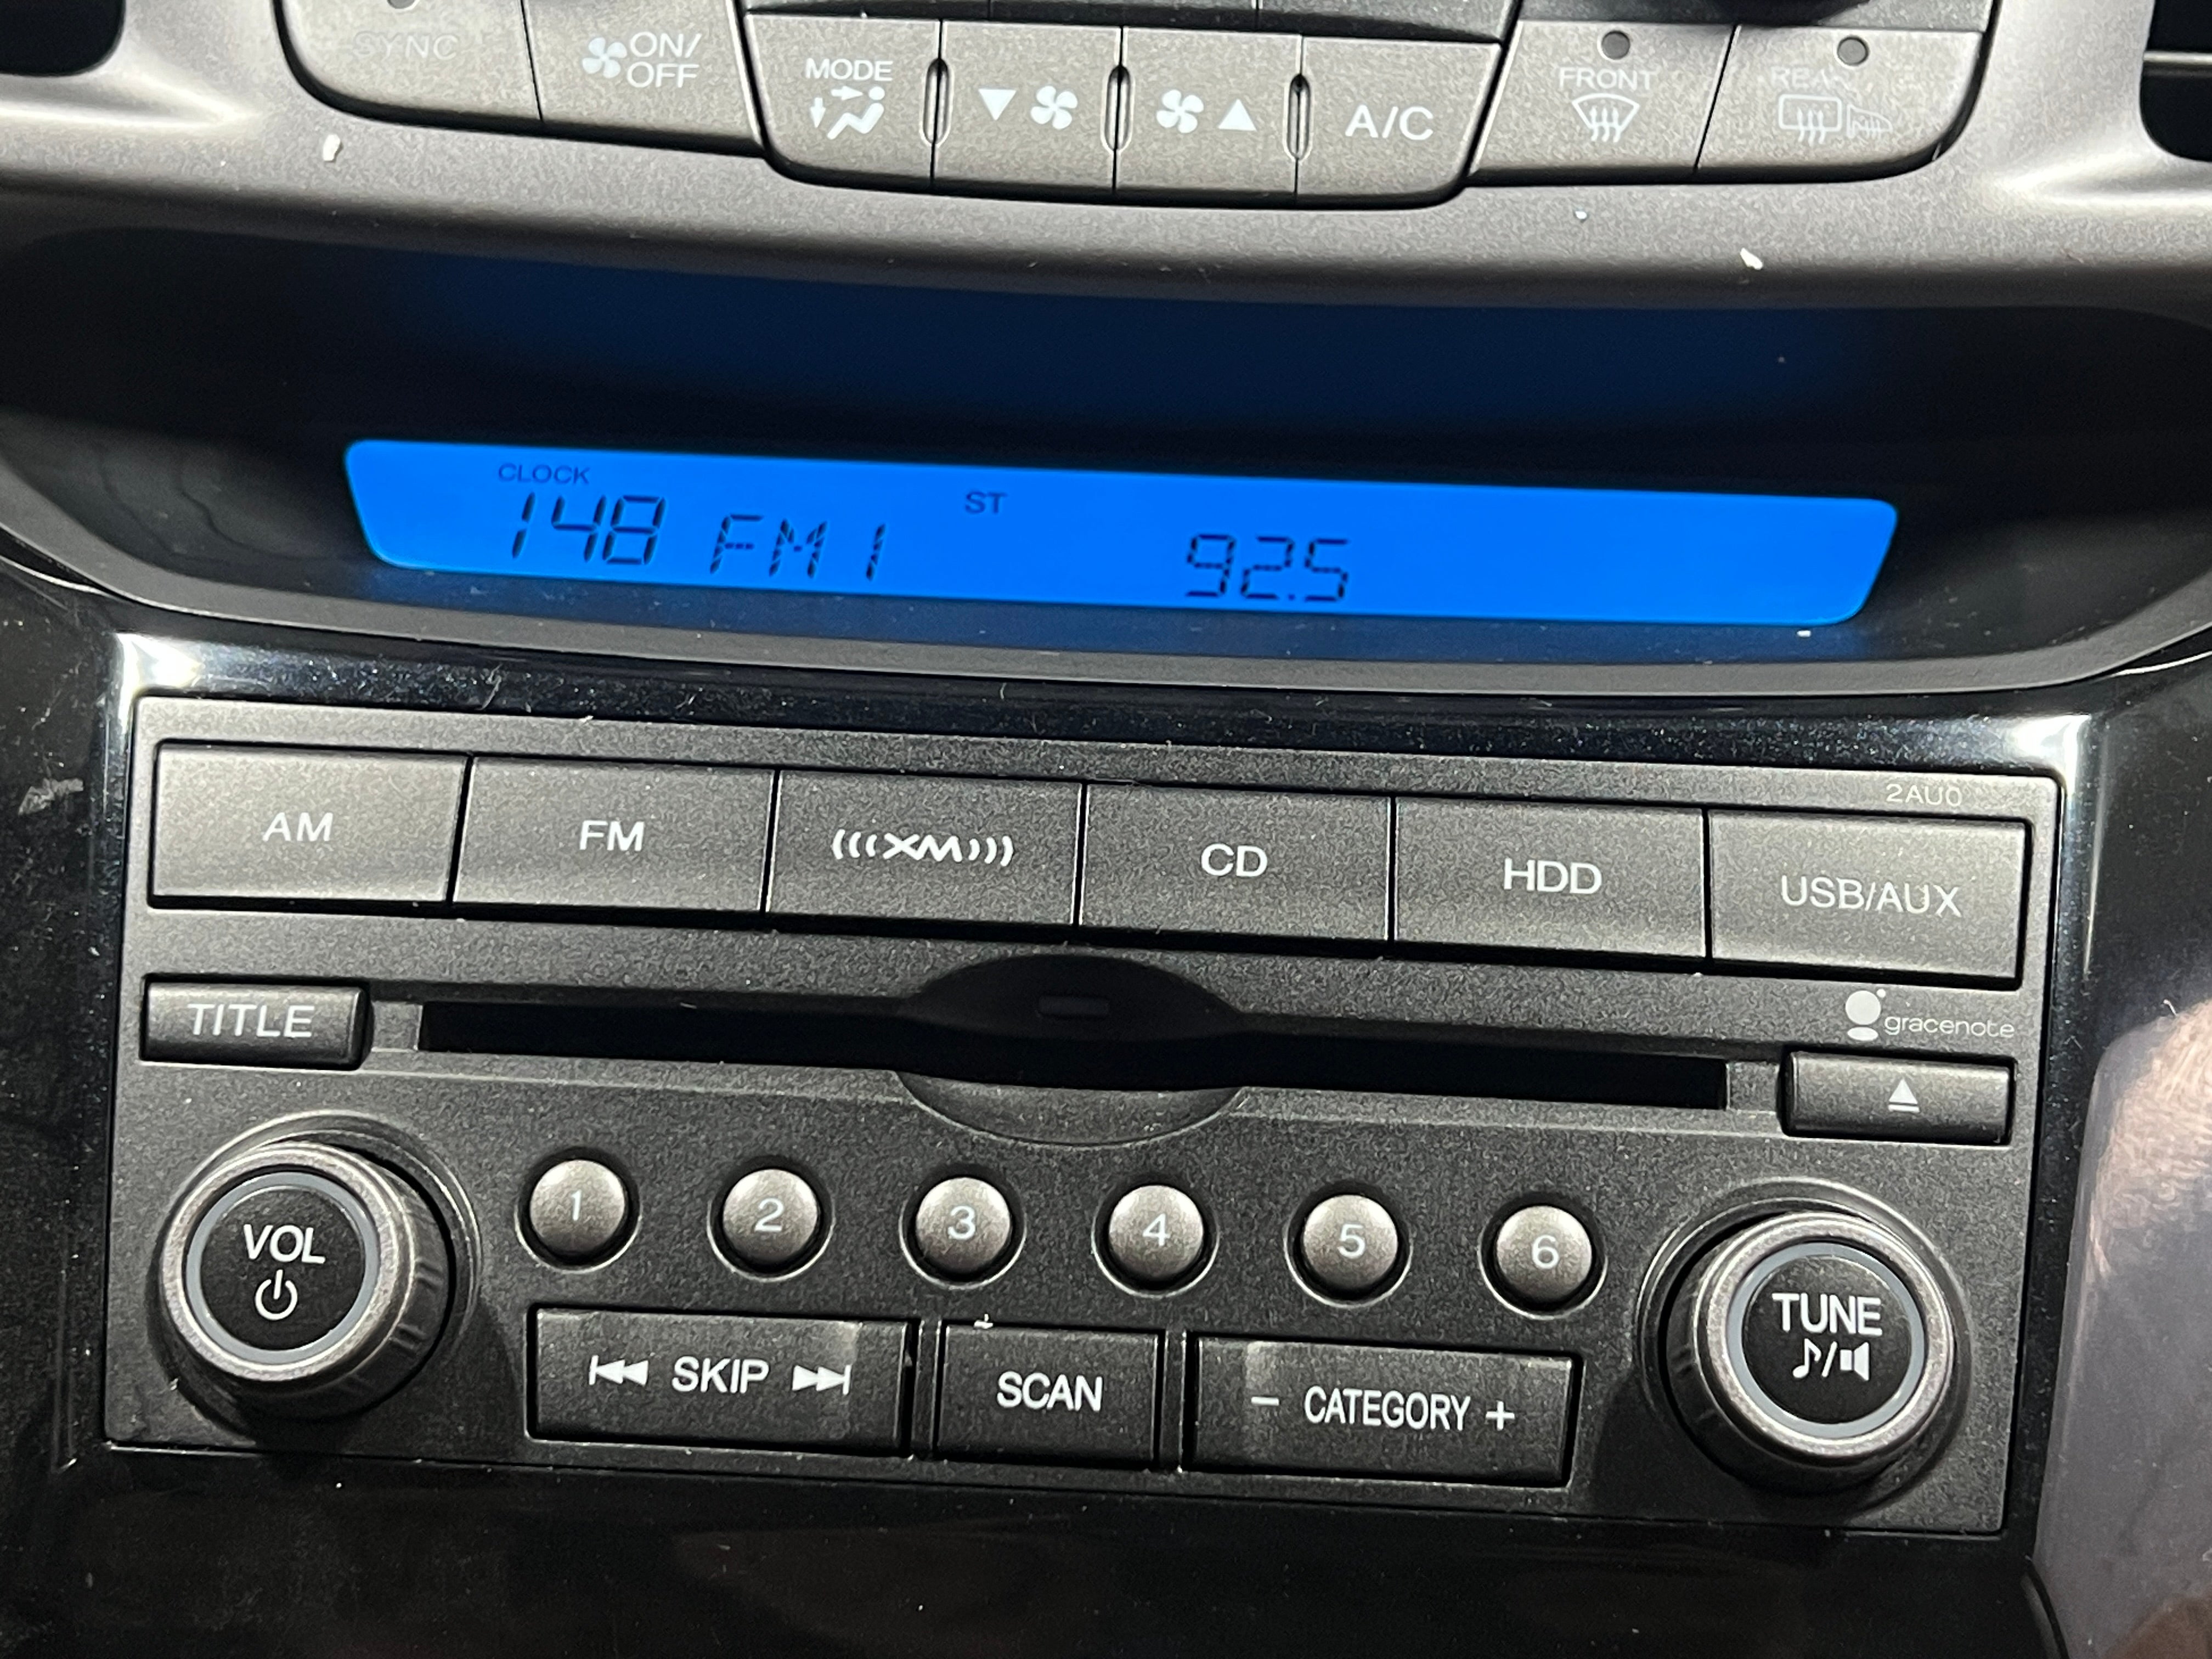 SYNC
ON/
OFF
MODE
A/C
FRONT
REAR
CLOCK
148 FM1
ST
92.5
2AU0
AM
FM
(((XM)))
CD
HDD
USB/AUX
TITLE
gracenote
VOL
1
2
3
4
5
6
TUNE
SKIP
SCAN
- CATEGORY +